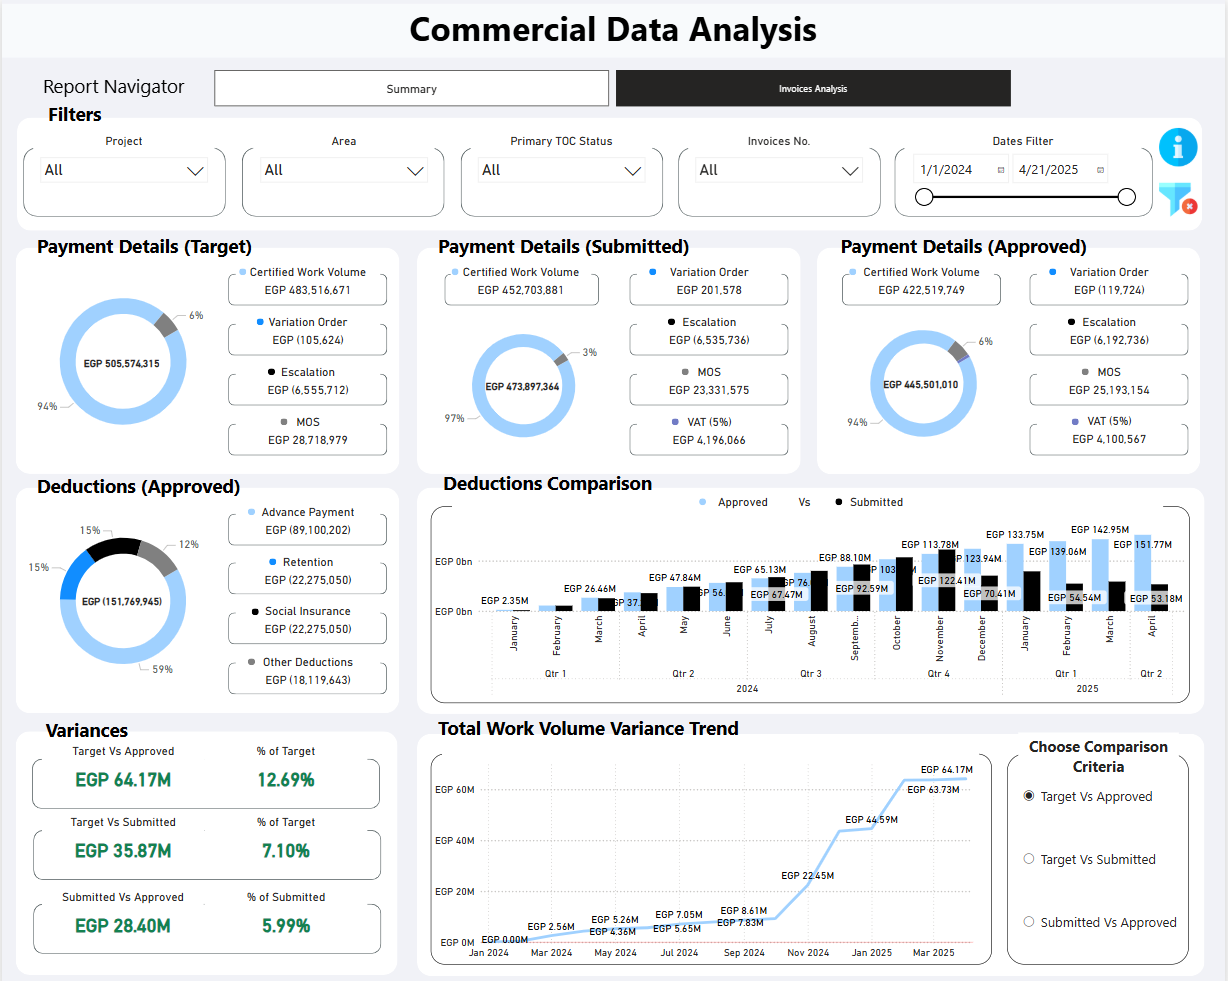 Commercial Data Analysis
Report Navigator
Summary
Invoices Analysis
Filters
Project
Area
Primary TOC Status
Invoices No.
Dates Filter
All
All
All
All
1/1/2024
4/21/2025
Payment Details (Target)
Certified Work Volume
EGP 483,516,671
Variation Order
EGP (105,624)
Escalation
EGP (6,555,712)
MOS
EGP 28,718,979
6%
EGP 505,574,315
94%
Payment Details (Submitted)
Certified Work Volume
EGP 452,703,881
Variation Order
EGP 201,578
Escalation
EGP (6,535,736)
MOS
EGP 23,331,575
VAT (5%)
EGP 4,196,066
3%
EGP 473,897,364
97%
Payment Details (Approved)
Certified Work Volume
EGP 422,519,749
Variation Order
EGP (119,724)
Escalation
EGP (6,192,736)
MOS
EGP 25,193,154
VAT (5%)
EGP 4,100,567
6%
EGP 445,501,010
94%
Deductions (Approved)
Advance Payment
EGP (89,100,202)
Retention
EGP (22,275,050)
Social Insurance
EGP (22,275,050)
Other Deductions
EGP (18,119,643)
15%
12%
15%
EGP (151,769,945)
59%
Deductions Comparison
Approved Vs Submitted
EGP 0bn
EGP 0bn
EGP 2.35M
EGP 26.46M
EGP 47.84M
EGP 65.13M
EGP 67.47M
EGP 88.10M
EGP 92.59M
EGP 113.78M
EGP 122.41M
EGP 123.94M
EGP 70.41M
EGP 133.75M
EGP 139.06M
EGP 54.54M
EGP 142.95M
EGP 151.77M
EGP 53.18M
January
February
March
April
May
June
July
August
Septemb...
October
November
December
January
February
March
April
Qtr 1
Qtr 2
Qtr 3
Qtr 4
Qtr 1
Qtr 2
2024
2025
Variances
Target Vs Approved
% of Target
EGP 64.17M
12.69%
Target Vs Submitted
% of Target
EGP 35.87M
7.10%
Submitted Vs Approved
% of Submitted
EGP 28.40M
5.99%
Total Work Volume Variance Trend
EGP 60M
EGP 40M
EGP 20M
EGP 0M
EGP 0.00M
EGP 2.56M
EGP 5.26M
EGP 4.36M
EGP 7.05M
EGP 5.65M
EGP 8.61M
EGP 7.83M
EGP 22.45M
EGP 44.59M
EGP 64.17M
EGP 63.73M
Jan 2024
Mar 2024
May 2024
Jul 2024
Sep 2024
Nov 2024
Jan 2025
Mar 2025
Choose Comparison
Criteria
Target Vs Approved
Target Vs Submitted
Submitted Vs Approved